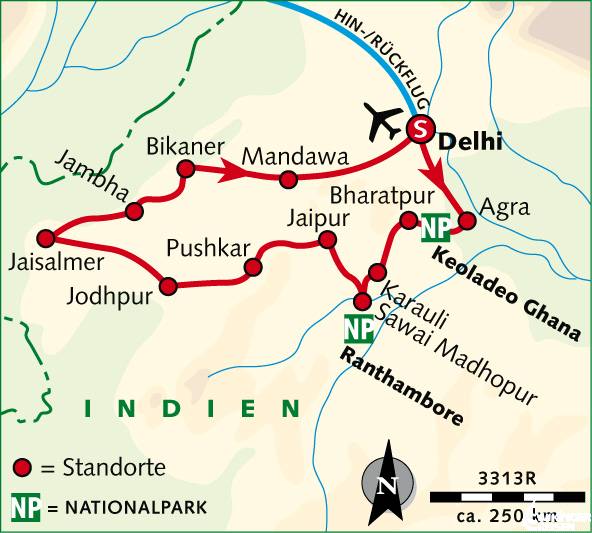 HIN-/RÜCKFLUG
S
Delhi
Bikaner
Mandawa
Jambha
Bharatpur
Agra
NP
Jaipur
Pushkar
Jaisalmer
Jodhpur
Keoladeo Ghana
Karauli
Sawai Madhopur
NP
Ranthambore
INDIEN
= Standorte
NP = NATIONALPARK
N
3313R
ca. 250 km